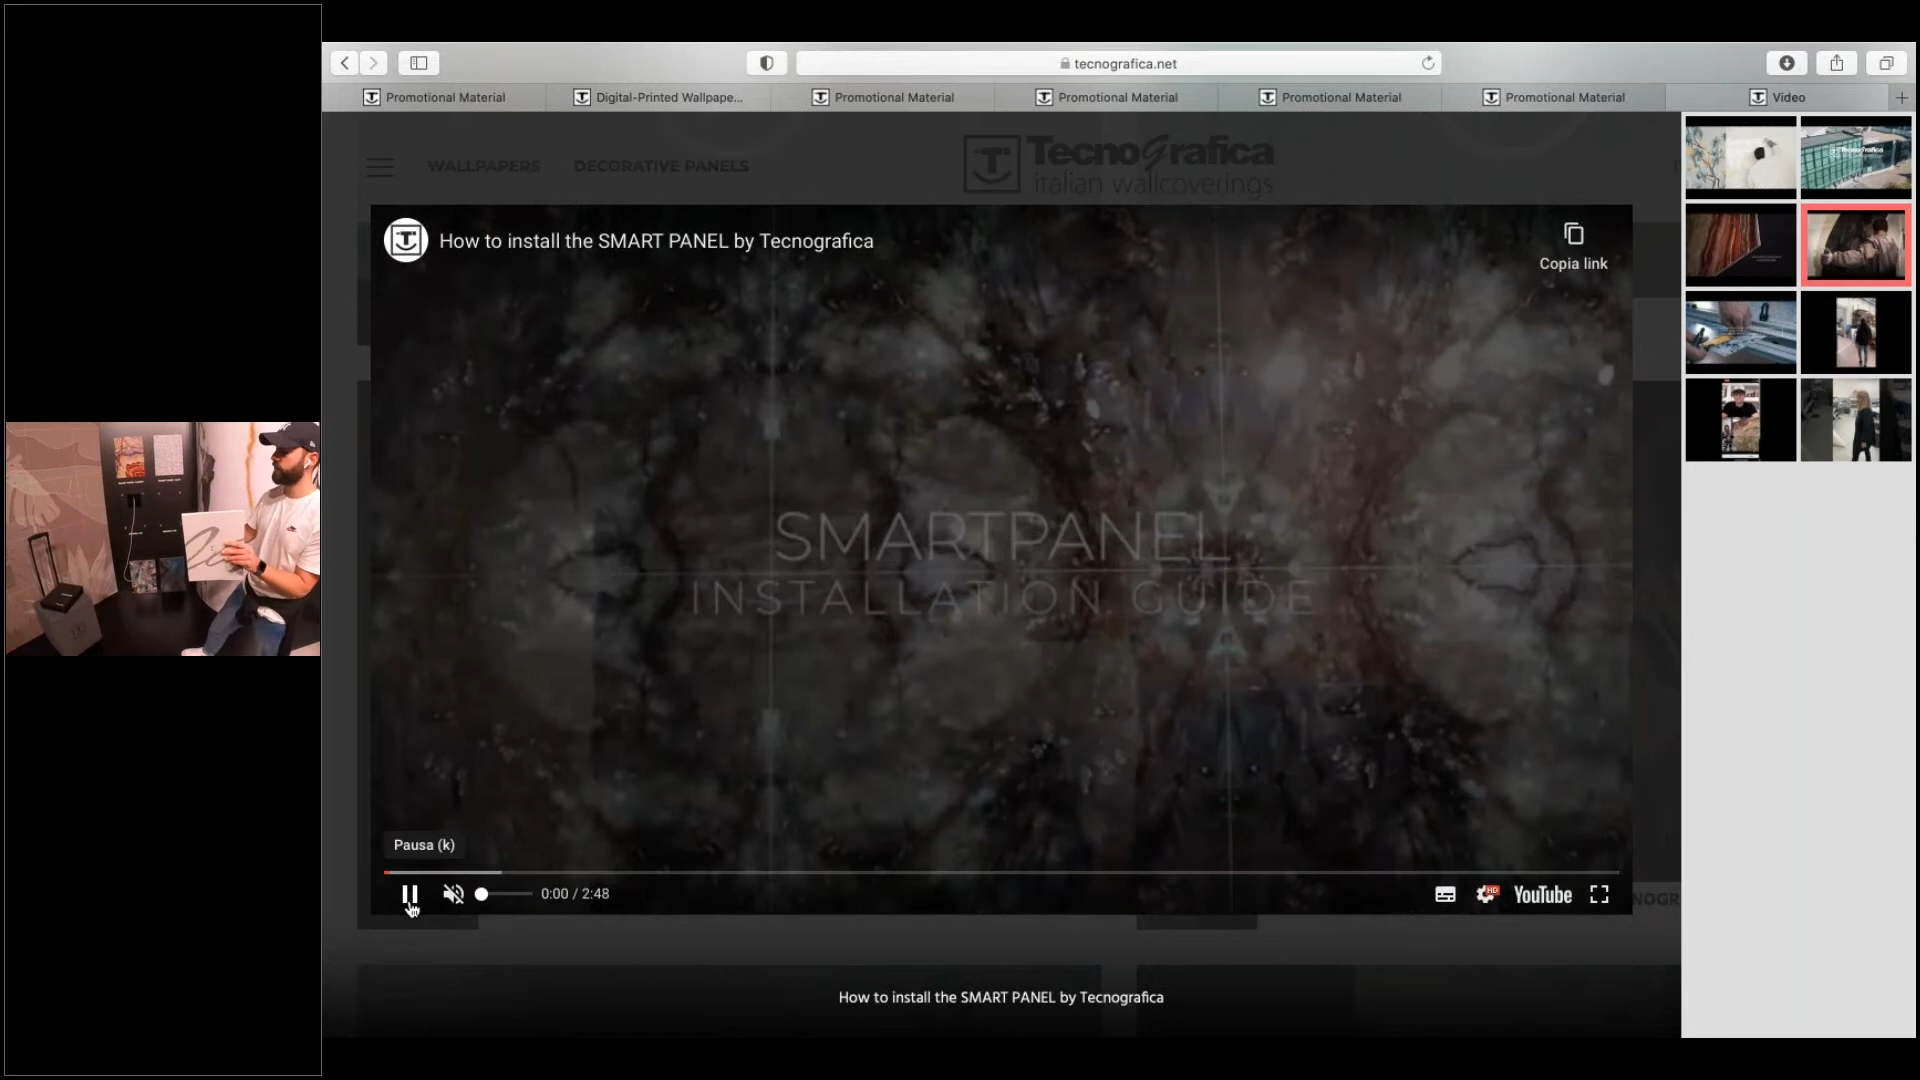 tecnografica.net
Promotional Material
Digital-Printed Wallpape...
Promotional Material
Promotional Material
Promotional Material
Promotional Material
Video
WALLPAPERS
DECORATIVE PANELS
TecnoGrafica
italian wallcoverings
How to install the SMART PANEL by Tecnografica
Copia link
SMARTPANEL
INSTALLATION GUIDE
Pausa (k)
0:00 / 2:48
HD
YouTube
NOGR
How to install the SMART PANEL by Tecnografica